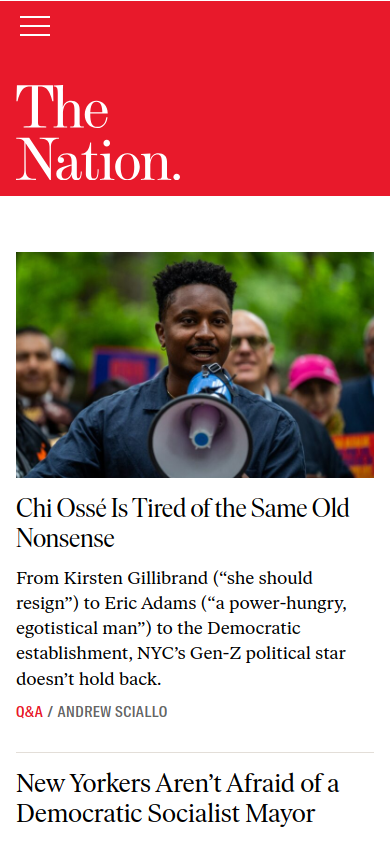 The
Nation.
Chi Ossé Is Tired of the Same Old
Nonsense
From Kirsten Gillibrand (“she should
resign”) to Eric Adams (“a power-hungry,
egotistical man”) to the Democratic
establishment, NYC’s Gen-Z political star
doesn’t hold back.
Q&A / ANDREW SCIALLO
New Yorkers Aren’t Afraid of a
Democratic Socialist Mayor